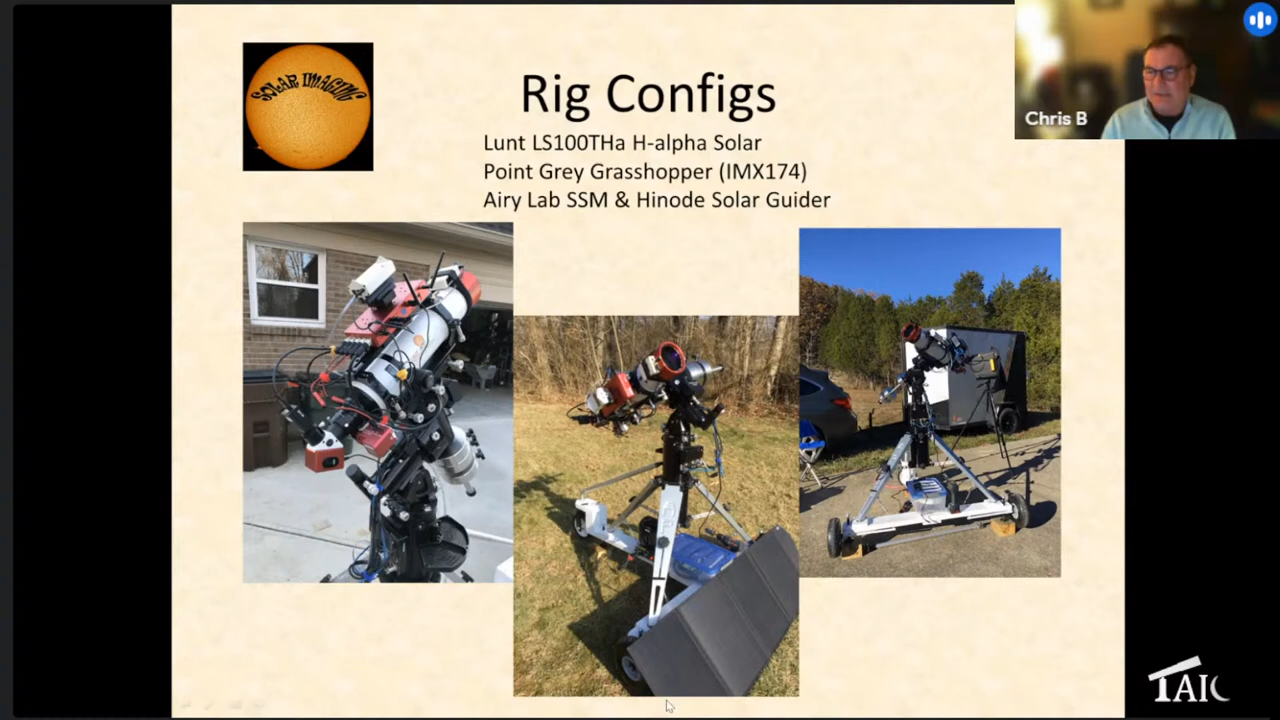 SOLAR IMAGING
Rig Configs
Lunt LS100THa H-alpha Solar
Point Grey Grasshopper (IMX174)
Airy Lab SSM & Hinode Solar Guider
Chris B
TAIC